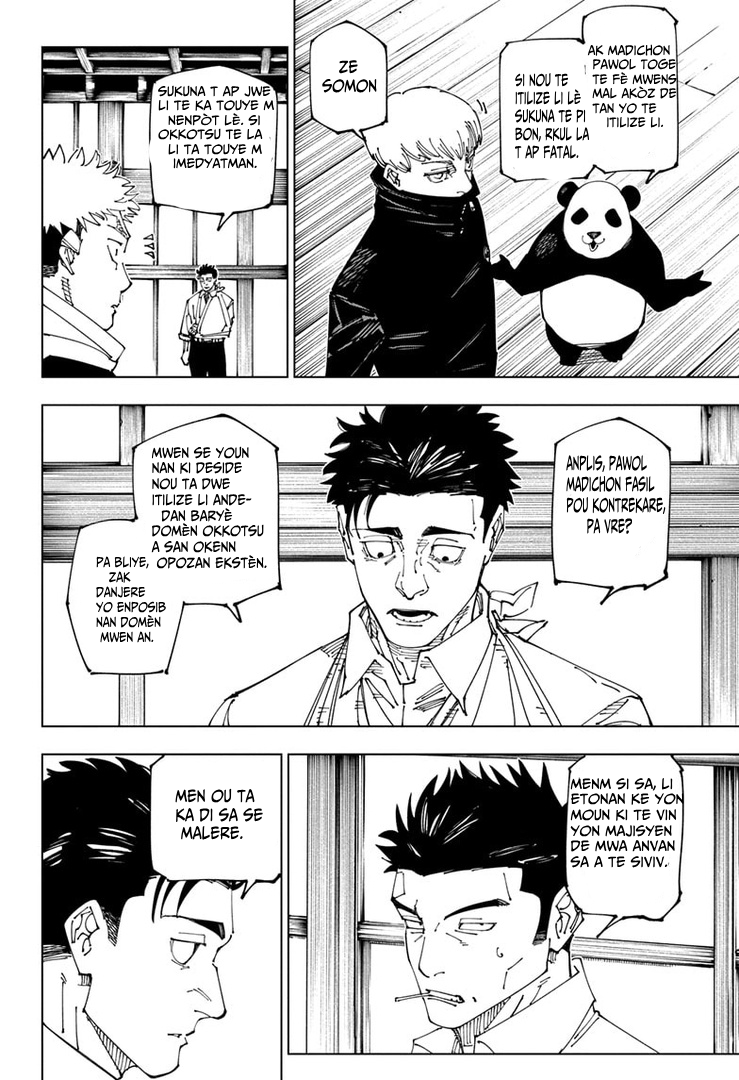 AK MADICHON
PAWOL TOGE
TE FÈ MWENS
MAL AKÒZ DE
TAN YO TE
ITILIZE LI.
SI NOU TE
ITILIZE LI LÈ
SUKUNA TE PI
BON, RKUL LA
T AP FATAL.
ZE
SOMON
SUKUNA T AP JWE
LI TE KA TOUYE M
NENPÒT LÈ. SI
OKKOTSU TE LA
LI TA TOUYE M
IMEDYATMAN.
ANPLIS, PAWOL
MADICHON FASIL
POU KONTREKARE,
PA VRE?
MWEN SE YOUN
NAN KI DESIDE
NOU TA DWE
ITILIZE LI ANDE-
DAN BARYÈ
DOMÈN OKKOTSU
A SAN OKENN
OPOZAN EKSTÈN.
PA BLIYE,
ZAK
DANJERE
YO ENPOSIB
NAN DOMÈN
MWEN AN.
MENM SI SA, LI
ETONAN KE YON
MOUN KI TE VIN
YON MAJISYEN
DE MWA ANVAN
SA A TE SIVIV.
MEN OU TA
KA DI SA SE
MALERE.